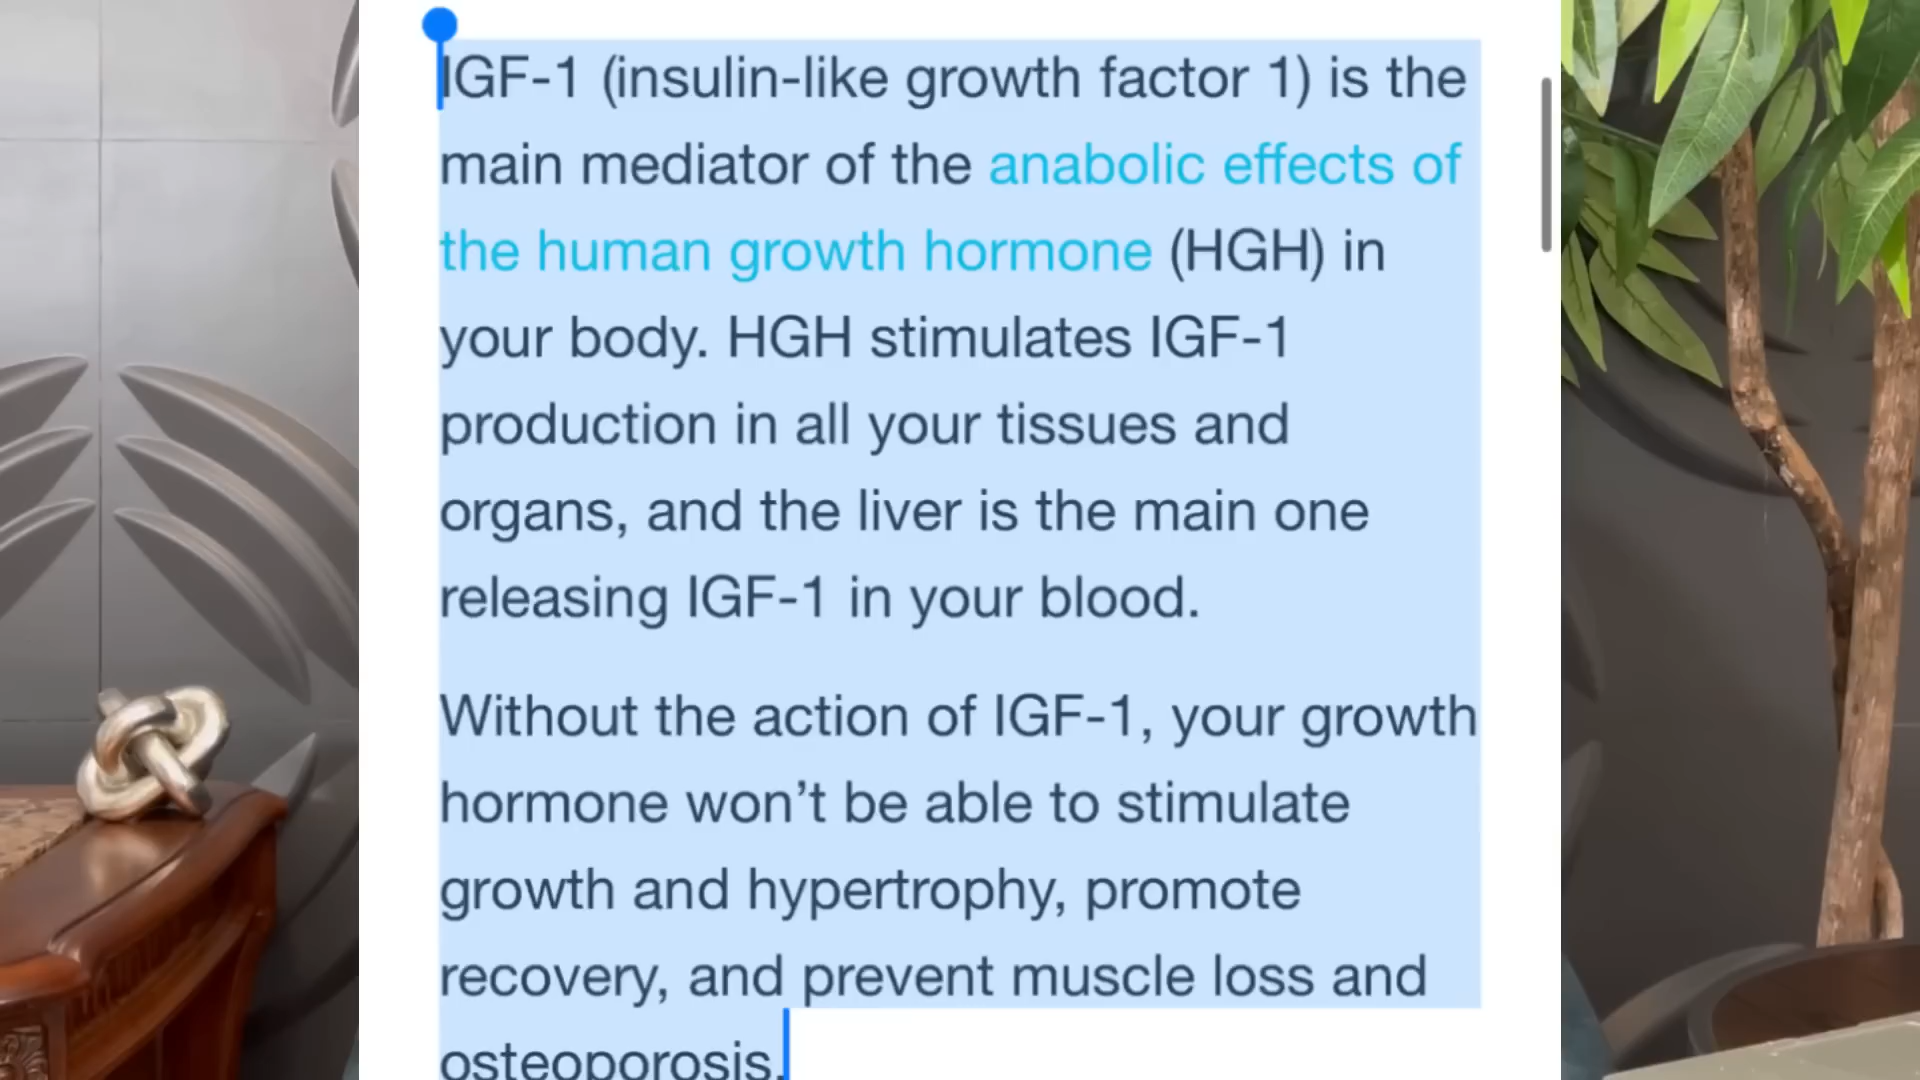 IGF-1 (insulin-like growth factor 1) is the
main mediator of the anabolic effects of
the human growth hormone (HGH) in
your body. HGH stimulates IGF-1
production in all your tissues and
organs, and the liver is the main one
releasing IGF-1 in your blood.
Without the action of IGF-1, your growth
hormone won’t be able to stimulate
growth and hypertrophy, promote
recovery, and prevent muscle loss and
osteoporosis.